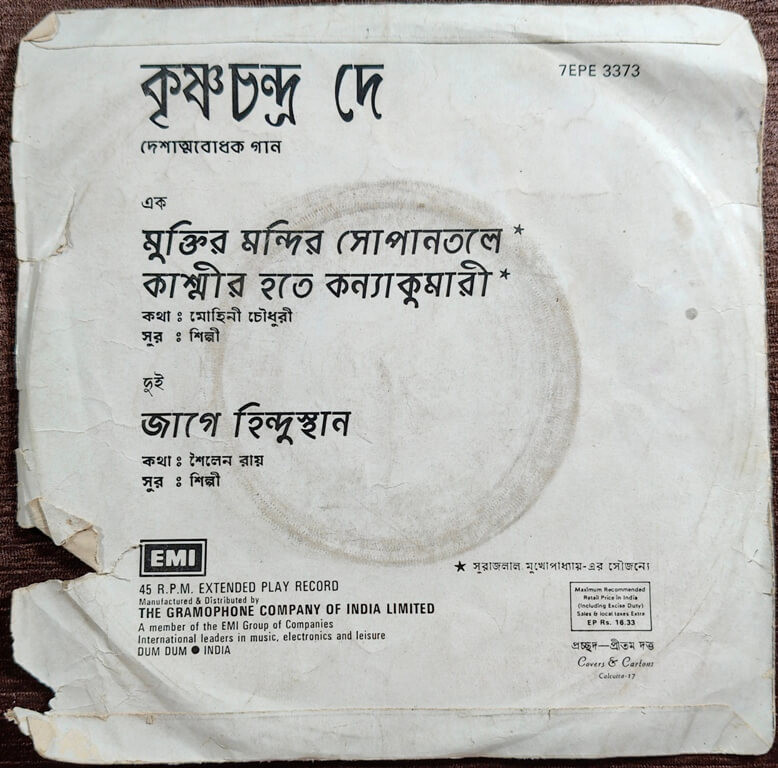 কৃষ্ণচন্দ্র দে
7EPE 3373
দেশাত্মবোধক গান
এক
মুক্তির মন্দির সোপানতলে*
কাশ্মীর হতে কন্যাকুমারী*
কথা : মোহিনী চৌধুরী
সুর : শিল্পী
দুই
জাগে হিন্দুস্থান
কথা : শৈলেন রায়
সুর : শিল্পী
EMI
45 R.P.M. EXTENDED PLAY RECORD
Manufactured & Distributed by
THE GRAMOPHONE COMPANY OF INDIA LIMITED
A member of the EMI Group of Companies
International leaders in music, electronics and leisure
DUM DUM ● INDIA
★ সুরাজলাল মুখোপাধ্যায়-এর সৌজন্যে
Maximum Recommended
Retail Price in India
(Including Excise Duty)
Sales & local taxes Extra
EP Rs. 16.33
প্রচ্ছদ—প্রীতম দত্ত
Covers & Cartons
Calcutta-17